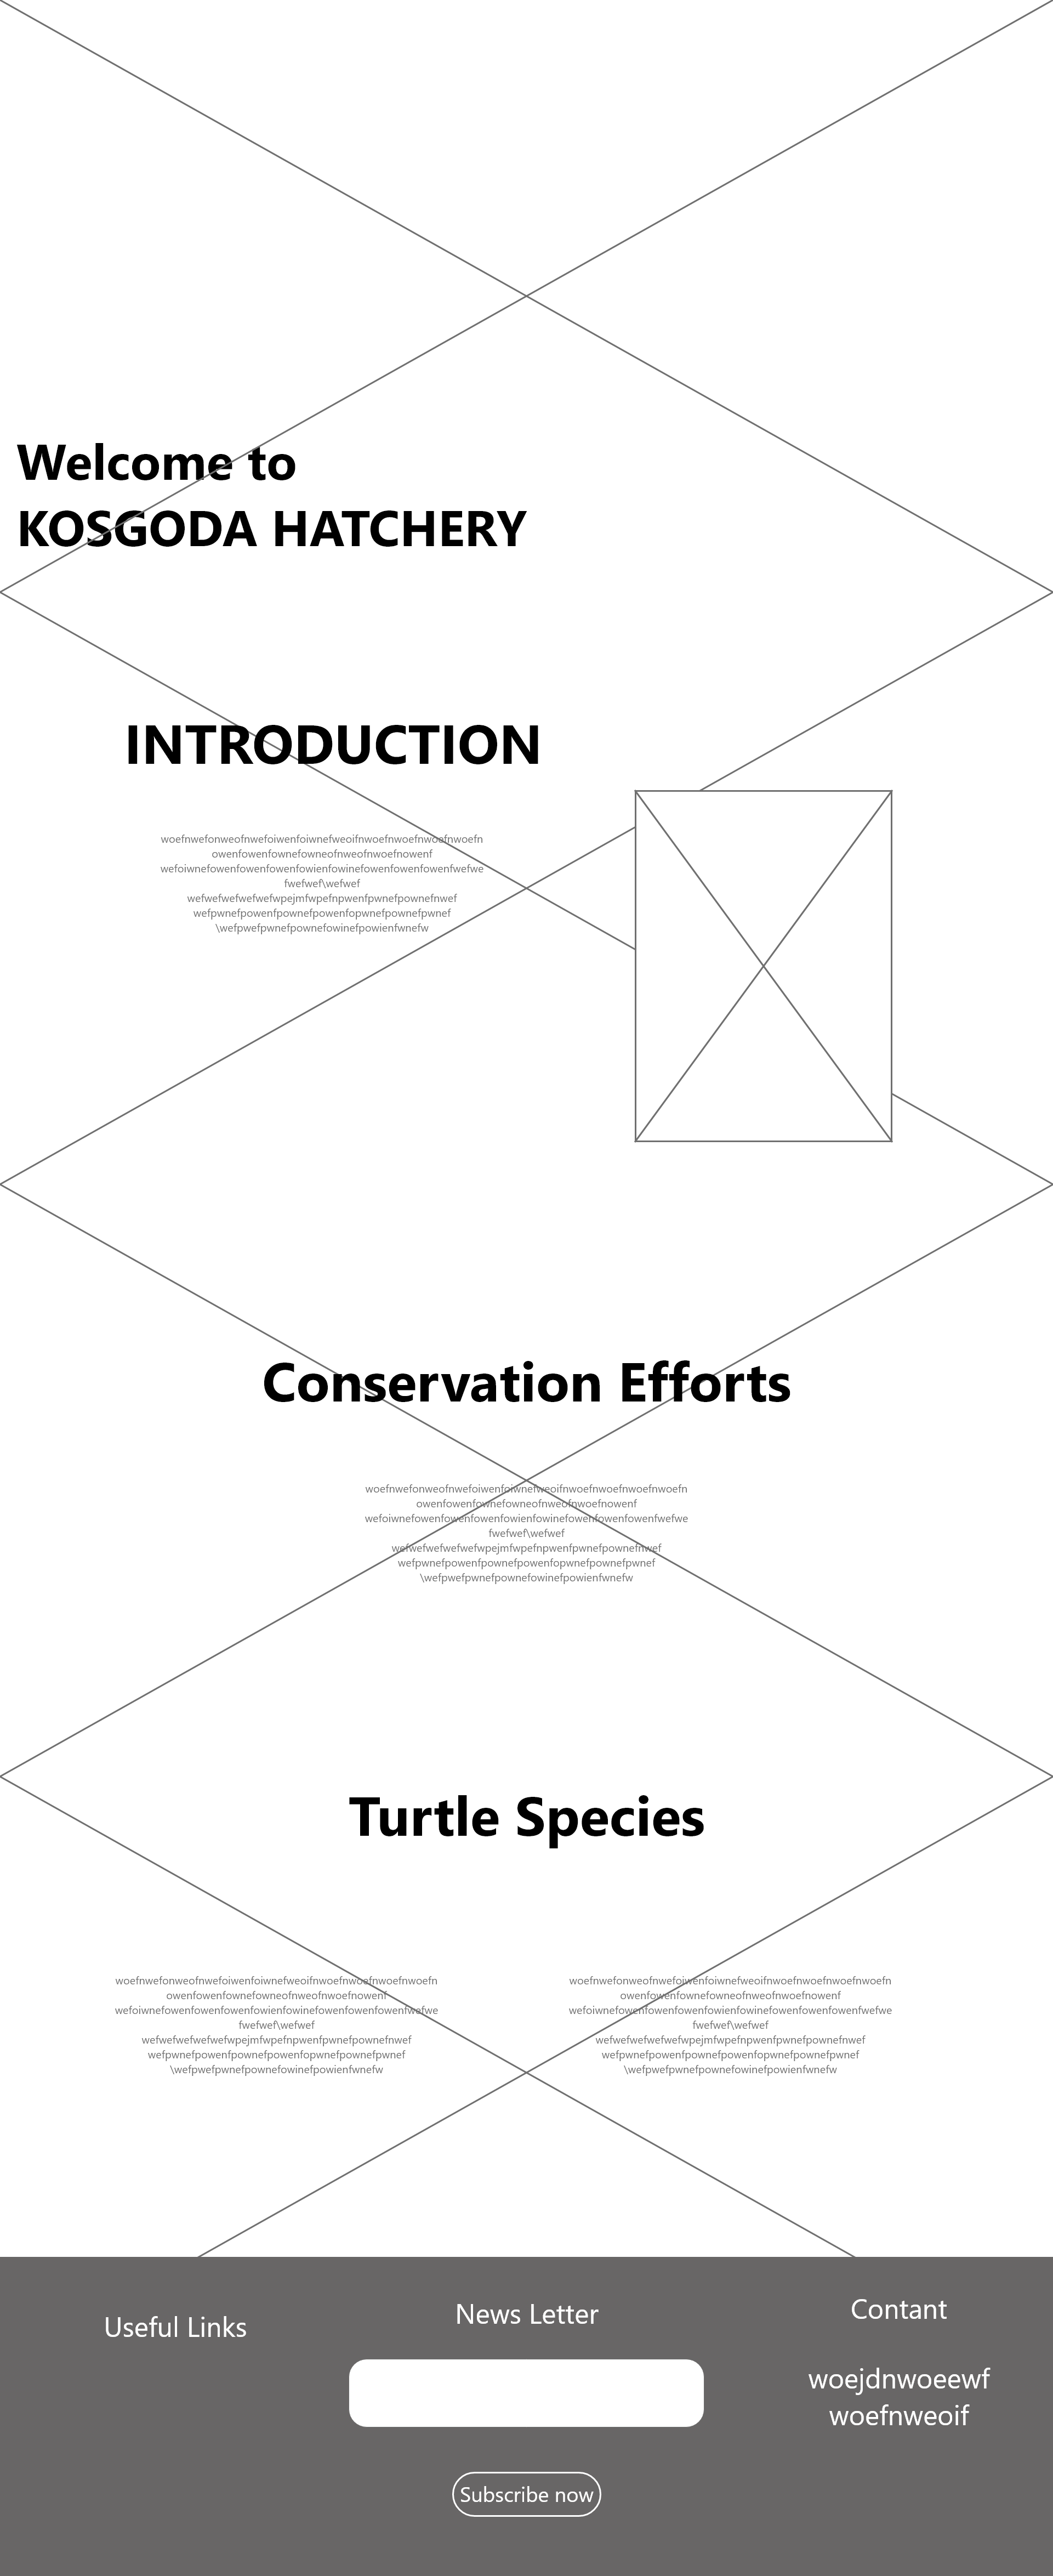 Welcome to
KOSGODA HATCHERY
INTRODUCTION
woefnwefonweofnwefoiwenfoiwnefweoifnwoefnwoefnwoefnwoefn
owenfowenfownefowneofnweofnwoefnowenf
wefoiwnefowenfowenfowenfowienfowinefowenfowenfowenfwefwe
fwefwef\wefwef
wefwefwefwefwefwpejmfwpefnpwenfpwnefpownefnwef
wefpwnefpowenfpownefpowenfopwnefpownefpwnef
\wefpwefpwnefpownefowinefpowienfwnefw
Conservation Efforts
woefnwefonweofnwefoiwenfoiwnefweoifnwoefnwoefnwoefnwoefn
owenfowenfownefowneofnweofnwoefnowenf
wefoiwnefowenfowenfowenfowienfowinefowenfowenfowenfwefwe
fwefwef\wefwef
wefwefwefwefwefwpejmfwpefnpwenfpwnefpownefnwef
wefpwnefpowenfpownefpowenfopwnefpownefpwnef
\wefpwefpwnefpownefowinefpowienfwnefw
Turtle Species
woefnwefonweofnwefoiwenfoiwnefweoifnwoefnwoefnwoefnwoefn
owenfowenfownefowneofnweofnwoefnowenf
wefoiwnefowenfowenfowenfowienfowinefowenfowenfowenfwefwe
fwefwef\wefwef
wefwefwefwefwefwpejmfwpefnpwenfpwnefpownefnwef
wefpwnefpowenfpownefpowenfopwnefpownefpwnef
\wefpwefpwnefpownefowinefpowienfwnefw
woefnwefonweofnwefoiwenfoiwnefweoifnwoefnwoefnwoefnwoefn
owenfowenfownefowneofnweofnwoefnowenf
wefoiwnefowenfowenfowenfowienfowinefowenfowenfowenfwefwe
fwefwef\wefwef
wefwefwefwefwefwpejmfwpefnpwenfpwnefpownefnwef
wefpwnefpowenfpownefpowenfopwnefpownefpwnef
\wefpwefpwnefpownefowinefpowienfwnefw
Useful Links
News Letter
Subscribe now
Contant
woejdnwoeewf
woefnweoif